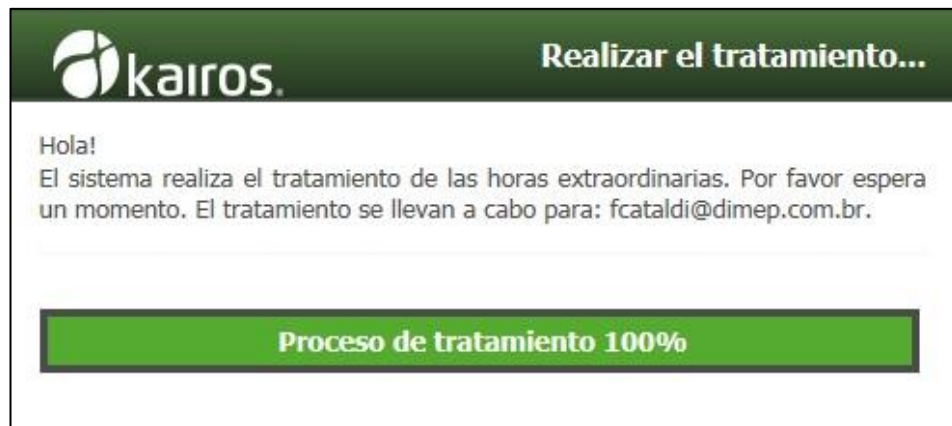 kairos.
Realizar el tratamiento...
Hola!
El sistema realiza el tratamiento de las horas extraordinarias. Por favor espera
un momento. El tratamiento se llevan a cabo para: fcataldi@dimep.com.br.
Proceso de tratamiento 100%